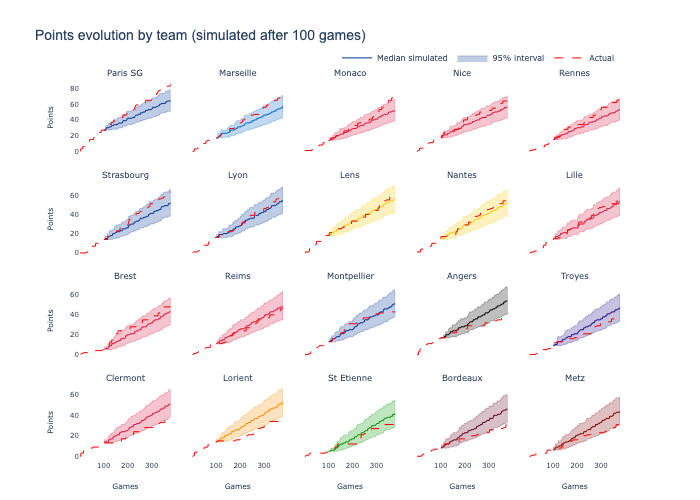 Points evolution by team (simulated after 100 games)
Median simulated 95% interval Actual
Paris SG Marseille Monaco Nice Rennes
Points
80
60
40
20
0
Strasbourg Lyon Lens Nantes Lille
Points
60
40
20
0
Brest Reims Montpellier Angers Troyes
Points
60
40
20
0
Clermont Lorient St Etienne Bordeaux Metz
Points
60
40
20
0
100 200 300 100 200 300 100 200 300 100 200 300 100 200 300
Games Games Games Games Games